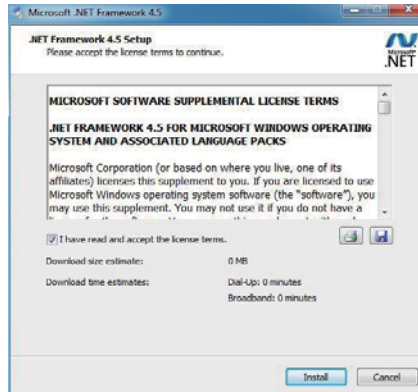 Microsoft .NET Framework 4.5
.NET Framework 4.5 Setup
Please accept the license terms to continue.
Microsoft
.NET
MICROSOFT SOFTWARE SUPPLEMENTAL LICENSE TERMS
.NET FRAMEWORK 4.5 FOR MICROSOFT WINDOWS OPERATING
SYSTEM AND ASSOCIATED LANGUAGE PACKS
Microsoft Corporation (or based on where you live, one of its
affiliates) licenses this supplement to you. If you are licensed to use
Microsoft Windows operating system software (the "software"), you
may use this supplement. You may not use it if you do not have a
I have read and accept the license terms.
Download size estimate: 0 MB
Download time estimates: Dial-Up: 0 minutes
Broadband: 0 minutes
Install Cancel